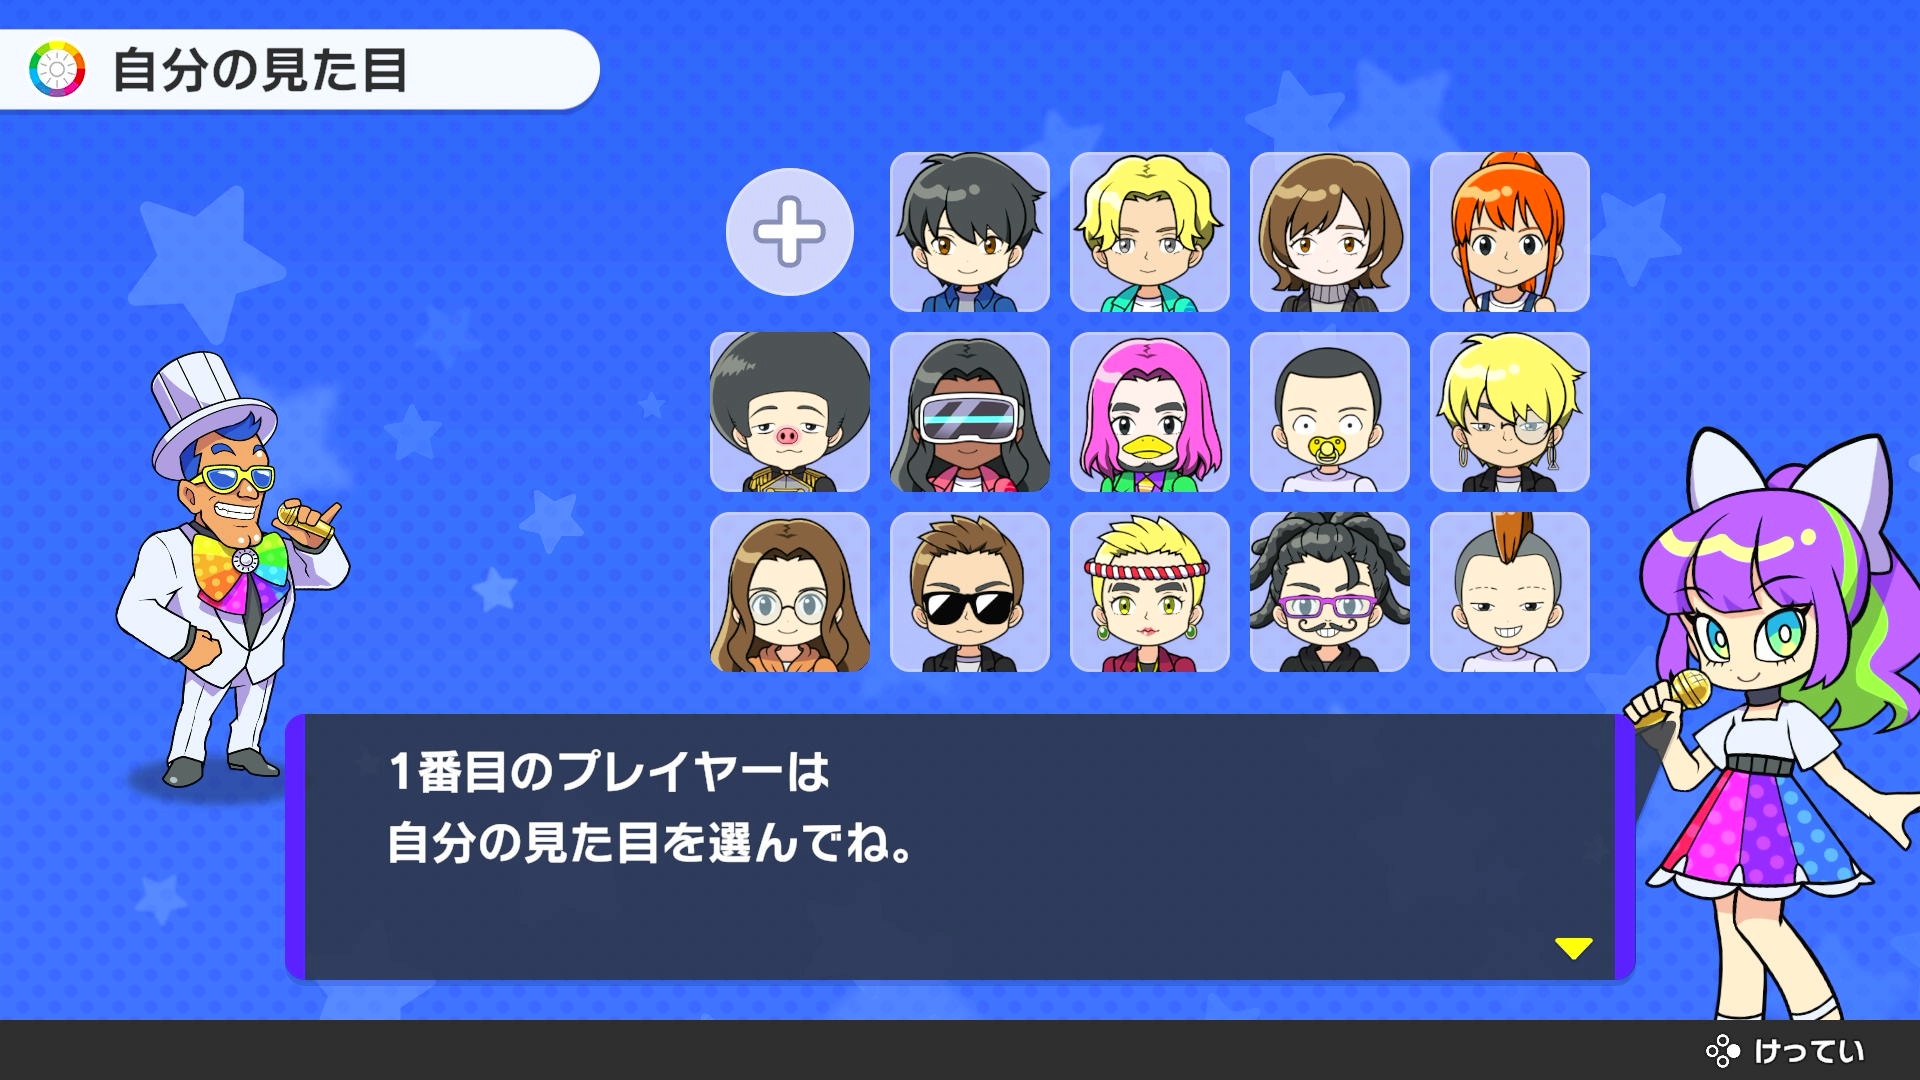 自分の見た目
1番目のプレイヤーは
自分の見た目を選んでね。
けってい